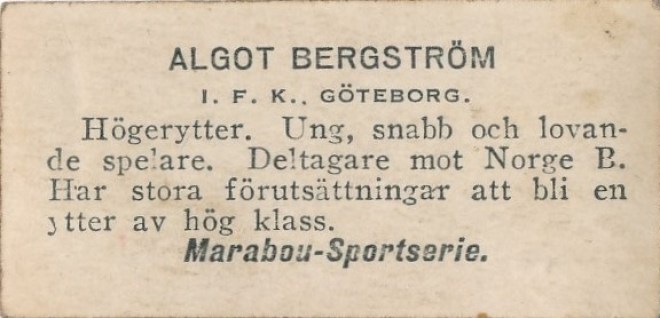 ALGOT BERGSTRÖM
I. F. K., GÖTEBORG.
Högerytter. Ung, snabb och lovan-
de spelare. Deltagare mot Norge B.
Har stora förutsättningar att bli en
ytter av hög klass.
Marabou-Sportserie.